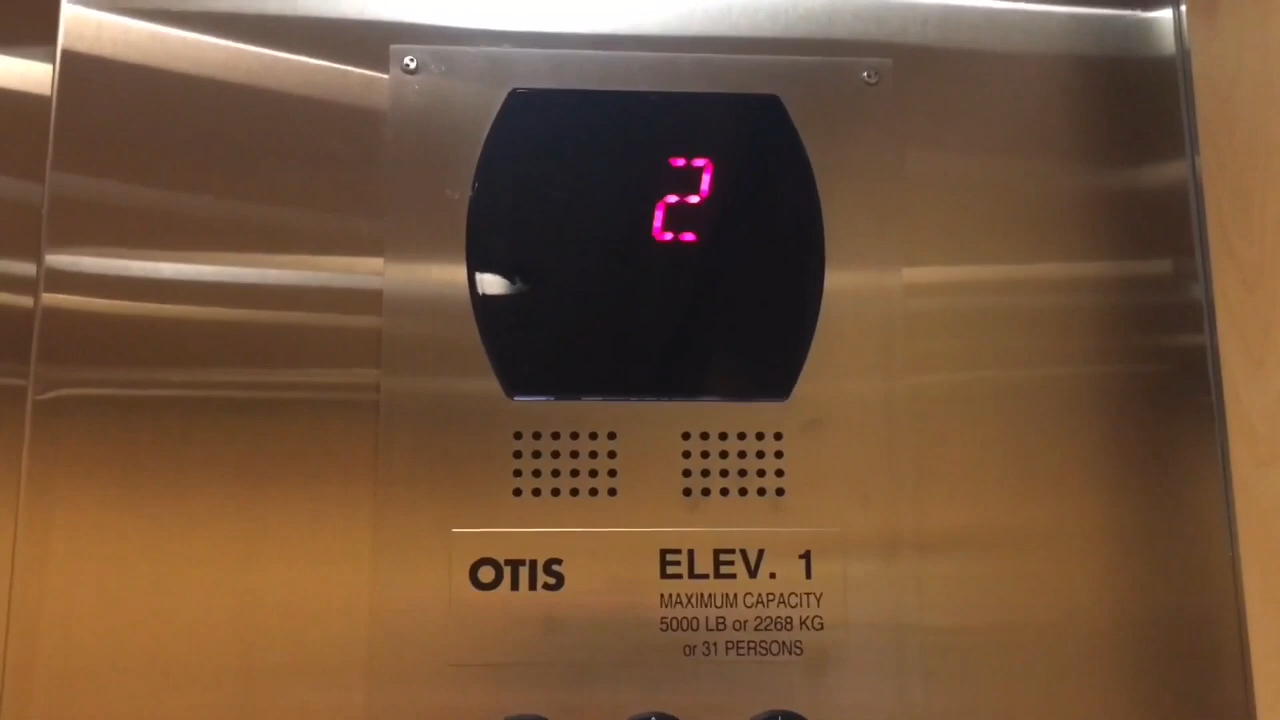 2
OTIS
ELEV. 1
MAXIMUM CAPACITY
5000 LB or 2268 KG
or 31 PERSONS